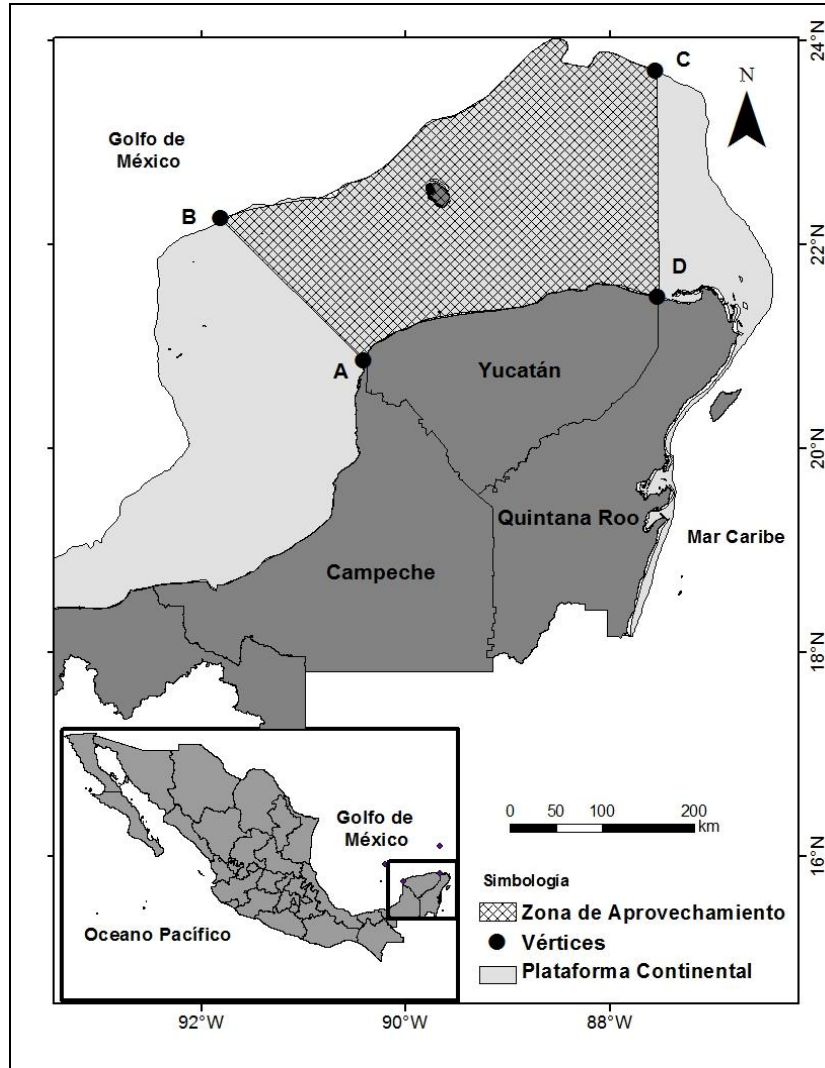 24°N
C
N
Golfo de
México
B
22°N
D
A
Yucatán
20°N
Quintana Roo
Mar Caribe
Campeche
18°N
Golfo de
México
Oceano Pacífico
0 50 100 200
km
16°N
Simbología
Zona de Aprovechamiento
Vértices
Plataforma Continental
92°W 90°W 88°W